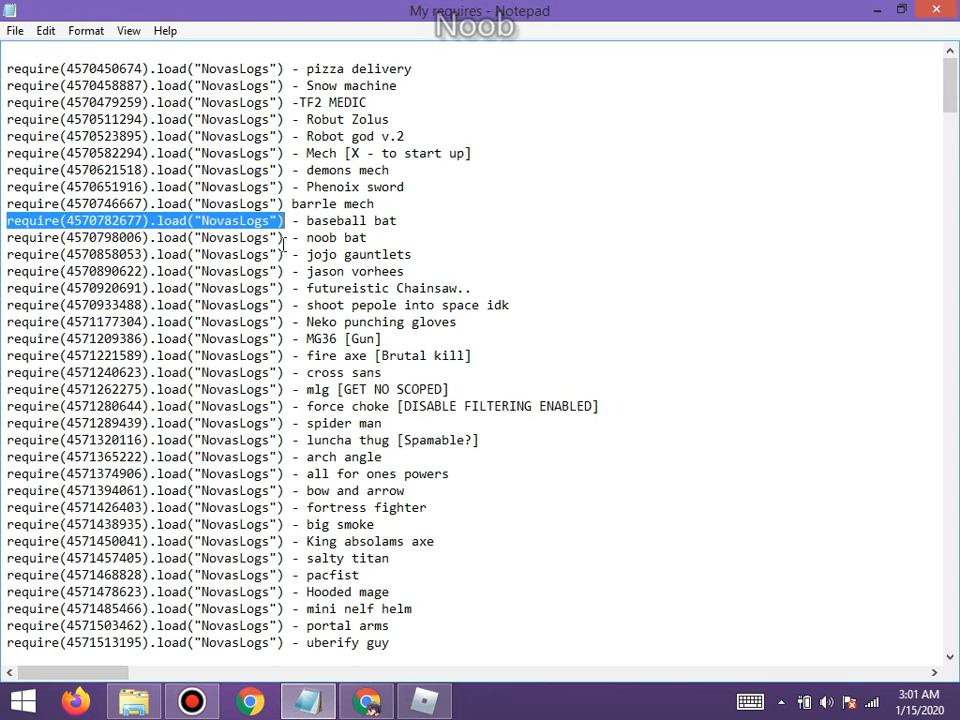 My requires - Notepad
Noob
File Edit Format View Help
require(4570450674).load("NovasLogs") - pizza delivery
require(4570458887).load("NovasLogs") - Snow machine
require(4570479259).load("NovasLogs") -TF2 MEDIC
require(4570511294).load("NovasLogs") - Robut Zolus
require(4570523895).load("NovasLogs") - Robot god v.2
require(4570582294).load("NovasLogs") - Mech [X - to start up]
require(4570621518).load("NovasLogs") - demons mech
require(4570651916).load("NovasLogs") - Phenoix sword
require(4570746667).load("NovasLogs") barrle mech
require(4570782677).load("NovasLogs") - baseball bat
require(4570798006).load("NovasLogs") - noob bat
require(4570858053).load("NovasLogs") - jojo gauntlets
require(4570890622).load("NovasLogs") - jason vorhees
require(4570920691).load("NovasLogs") - futureistic Chainsaw..
require(4570933488).load("NovasLogs") - shoot pepole into space idk
require(4571177304).load("NovasLogs") - Neko punching gloves
require(4571209386).load("NovasLogs") - MG36 [Gun]
require(4571221589).load("NovasLogs") - fire axe [Brutal kill]
require(4571240623).load("NovasLogs") - cross sans
require(4571262275).load("NovasLogs") - mlg [GET NO SCOPED]
require(4571280644).load("NovasLogs") - force choke [DISABLE FILTERING ENABLED]
require(4571289439).load("NovasLogs") - spider man
require(4571320116).load("NovasLogs") - luncha thug [Spamable?]
require(4571365222).load("NovasLogs") - arch angle
require(4571374906).load("NovasLogs") - all for ones powers
require(4571394061).load("NovasLogs") - bow and arrow
require(4571426403).load("NovasLogs") - fortress fighter
require(4571438935).load("NovasLogs") - big smoke
require(4571450041).load("NovasLogs") - King absolams axe
require(4571457405).load("NovasLogs") - salty titan
require(4571468828).load("NovasLogs") - pacfist
require(4571478623).load("NovasLogs") - Hooded mage
require(4571485466).load("NovasLogs") - mini nelf helm
require(4571503462).load("NovasLogs") - portal arms
require(4571513195).load("NovasLogs") - uberify guy
3:01 AM
1/15/2020